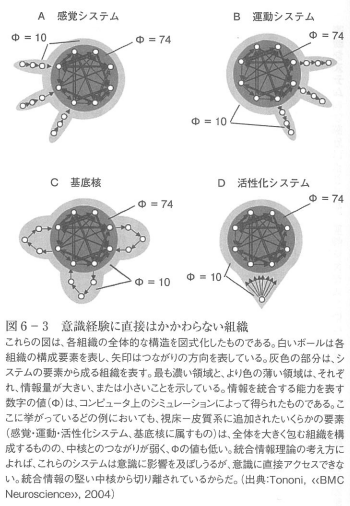 A 感覚システム
B 運動システム
Φ = 10
Φ = 74
Φ = 74
Φ = 10
C 基底核
D 活性化システム
Φ = 74
Φ = 74
Φ = 10
Φ = 10
図6-3 意識経験に直接はかかわらない組織
これらの図は、各組織の全体的な構造を図式化したものである。白いボールは各
組織の構成要素を表し、矢印はつながりの方向を表している。灰色の部分は、シ
ステムの要素から成る組織を表す。最も濃い領域と、より色の薄い領域は、それぞ
れ、情報量が大きい、または小さいことを示している。情報を統合する能力を表す
数字の値(Φ)は、コンピュータ上のシミュレーションによって得られたものである。こ
こに挙がっているどの例においても、視床ー皮質系に追加されたいくらかの要素
(感覚・運動・活性化システム、基底核に属すもの)は、全体を大きく包む組織を構
成するものの、中核とのつながりが弱く、Φの値も低い。統合情報理論の考え方に
よれば、これらのシステムは意識に影響を及ぼしうるが、意識に直接アクセスできな
い。統合情報の堅い中核から切り離されているからだ。(出典:Tononi, ‹‹BMC
Neuroscience››, 2004)